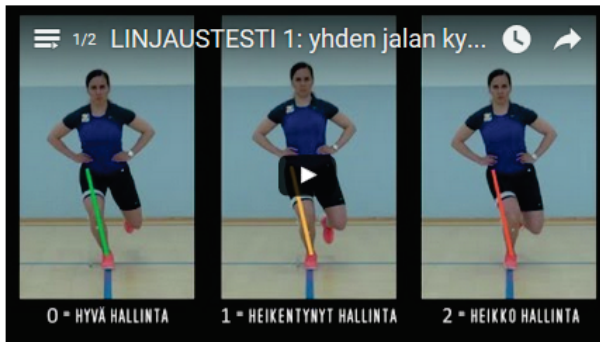 1/2 LINJAUSTESTI 1: yhden jalan ky...
0 = HYVÄ HALLINTA
1 = HEIKENTYNYT HALLINTA
2 = HEIKKO HALLINTA